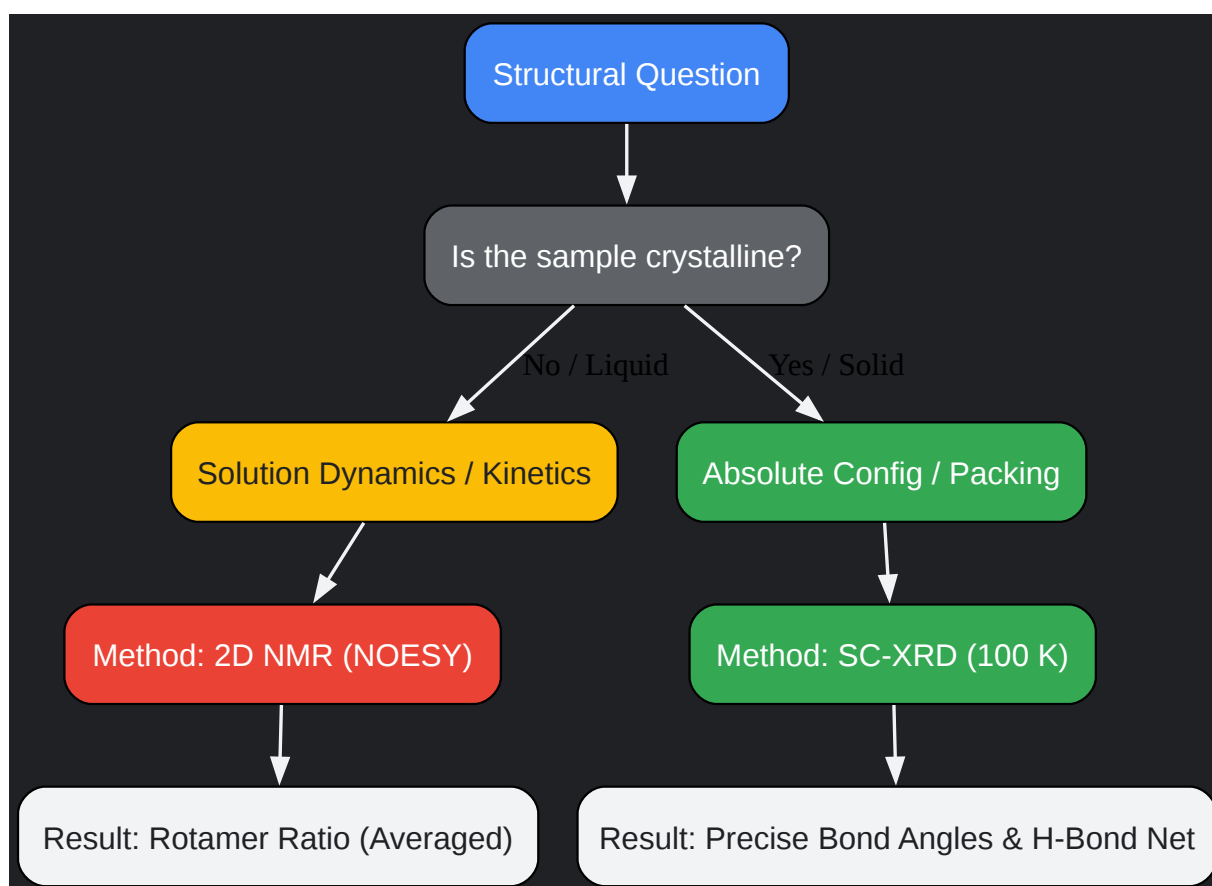 Structural Question
Is the sample crystalline?
No / Liquid
Yes / Solid
Solution Dynamics / Kinetics
Absolute Config / Packing
Method: 2D NMR (NOESY)
Method: SC-XRD (100 K)
Result: Rotamer Ratio (Averaged)
Result: Precise Bond Angles & H-Bond Net